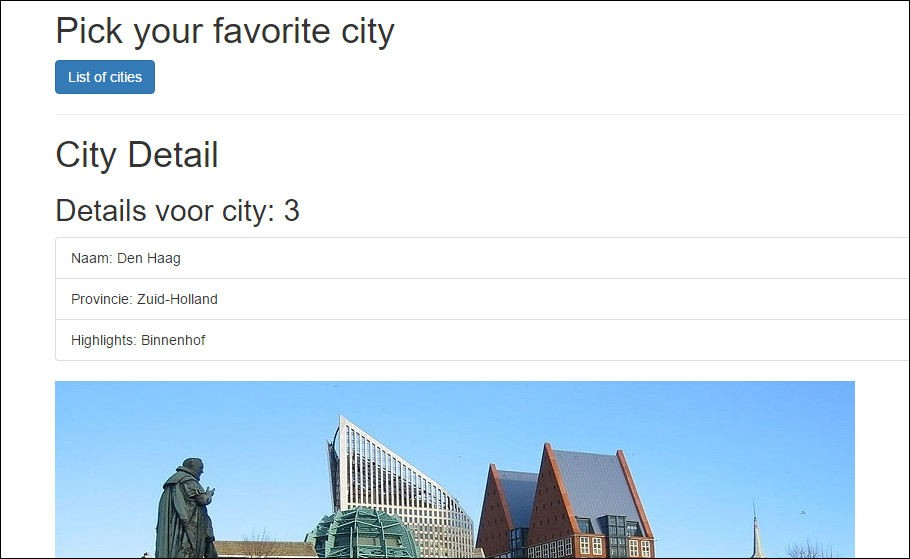 Pick your favorite city
List of cities
City Detail
Details voor city: 3
Naam: Den Haag
Provincie: Zuid-Holland
Highlights: Binnenhof